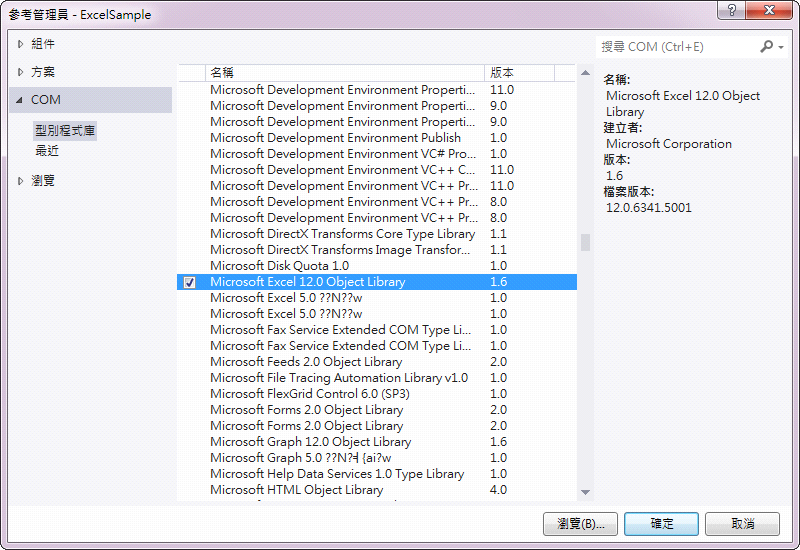 參考管理員 - ExcelSample
組件
方案
COM
型別程式庫
最近
瀏覽
名稱 版本
Microsoft Development Environment Properti... 11.0
Microsoft Development Environment Properti... 9.0
Microsoft Development Environment Properti... 9.0
Microsoft Development Environment Publish 1.0
Microsoft Development Environment VC# Pro... 1.0
Microsoft Development Environment VC++ C... 11.0
Microsoft Development Environment VC++ Pr... 11.0
Microsoft Development Environment VC++ Pr... 8.0
Microsoft Development Environment VC++ Pr... 8.0
Microsoft DirectX Transforms Core Type Library 1.1
Microsoft DirectX Transforms Image Transfor... 1.1
Microsoft Disk Quota 1.0 1.0
Microsoft Excel 12.0 Object Library 1.6
Microsoft Excel 5.0 ??N??w 1.0
Microsoft Excel 5.0 ??N??w 1.0
Microsoft Fax Service Extended COM Type Li... 1.0
Microsoft Fax Service Extended COM Type Li... 1.0
Microsoft Feeds 2.0 Object Library 2.0
Microsoft File Tracing Automation Library v1.0 1.0
Microsoft FlexGrid Control 6.0 (SP3) 1.0
Microsoft Forms 2.0 Object Library 2.0
Microsoft Forms 2.0 Object Library 2.0
Microsoft Graph 12.0 Object Library 1.6
Microsoft Graph 5.0 1.0
Microsoft Help Data Services 1.0 Type Library 1.0
Microsoft HTML Object Library 4.0
搜尋 COM (Ctrl+E)
名稱:
Microsoft Excel 12.0 Object
Library
建立者:
Microsoft Corporation
版本:
1.6
檔案版本:
12.0.6341.5001
瀏覽(B)... 確定 取消